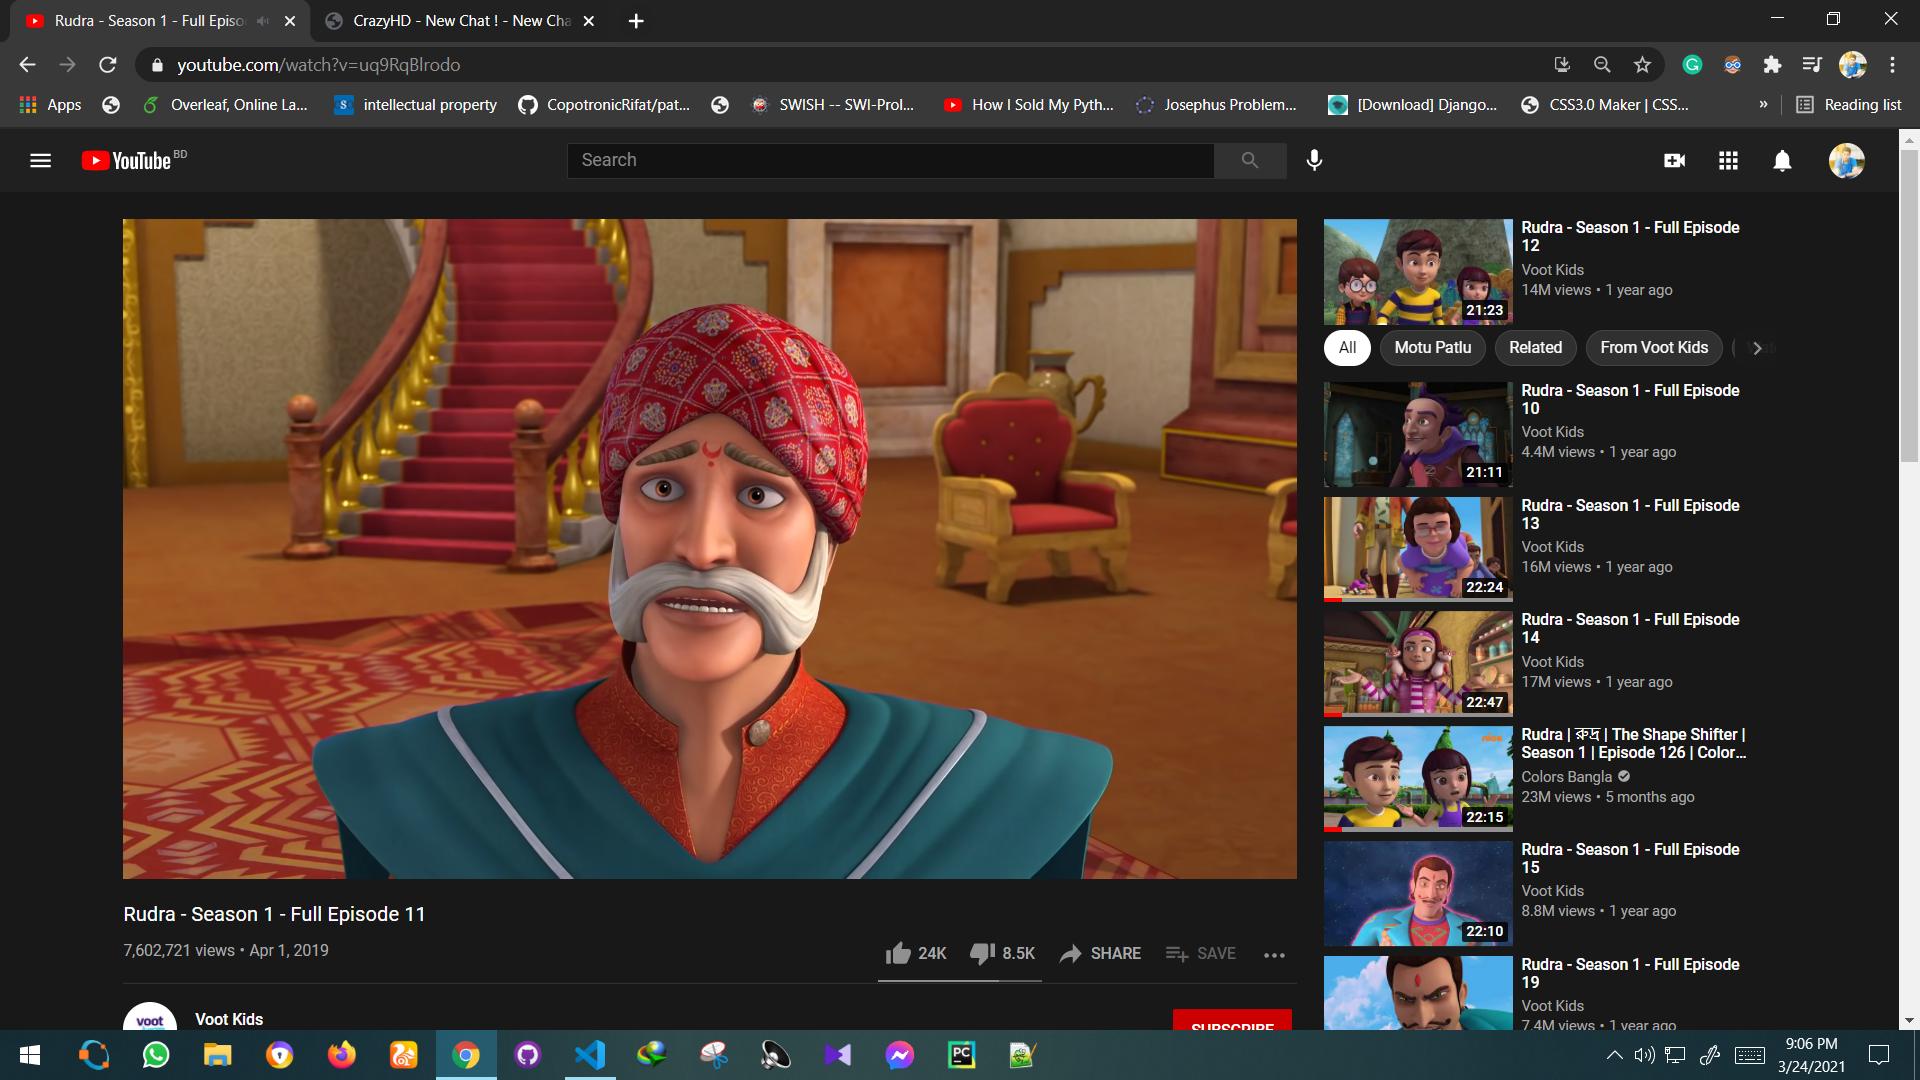 Rudra - Season 1 - Full Episo
CrazyHD - New Chat ! - New Cha
youtube.com/watch?v=uq9RqBlrodo
Apps
Overleaf, Online La...
intellectual property
CopotronicRifat/pat...
SWISH -- SWI-Prol...
How I Sold My Pyth...
Josephus Problem...
[Download] Django...
CSS3.0 Maker | CSS...
Reading list
YouTube BD
Search
Rudra - Season 1 - Full Episode
12
Voot Kids
14M views • 1 year ago
21:23
All
Motu Patlu
Related
From Voot Kids
Rudra - Season 1 - Full Episode
10
Voot Kids
4.4M views • 1 year ago
21:11
Rudra - Season 1 - Full Episode
13
Voot Kids
16M views • 1 year ago
22:24
Rudra - Season 1 - Full Episode
14
Voot Kids
17M views • 1 year ago
22:47
Rudra | রুদ্র | The Shape Shifter |
Season 1 | Episode 126 | Color...
Colors Bangla
23M views • 5 months ago
22:15
Rudra - Season 1 - Full Episode
15
Voot Kids
8.8M views • 1 year ago
22:10
Rudra - Season 1 - Full Episode
19
Voot Kids
7.4M views • 1 year ago
Rudra - Season 1 - Full Episode 11
7,602,721 views • Apr 1, 2019
24K
8.5K
SHARE
SAVE
voot
Voot Kids
SUBSCRIBE
9:06 PM
3/24/2021